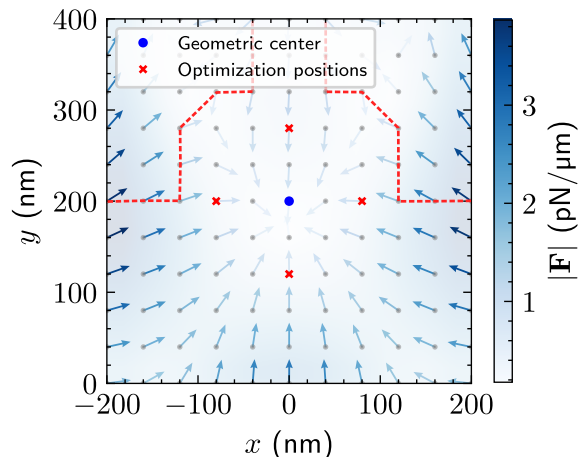 400
300
200
100
0
y (nm)
Geometric center
Optimization positions
−200
−100
0
100
200
x (nm)
3
2
1
|F| (pN/μm)